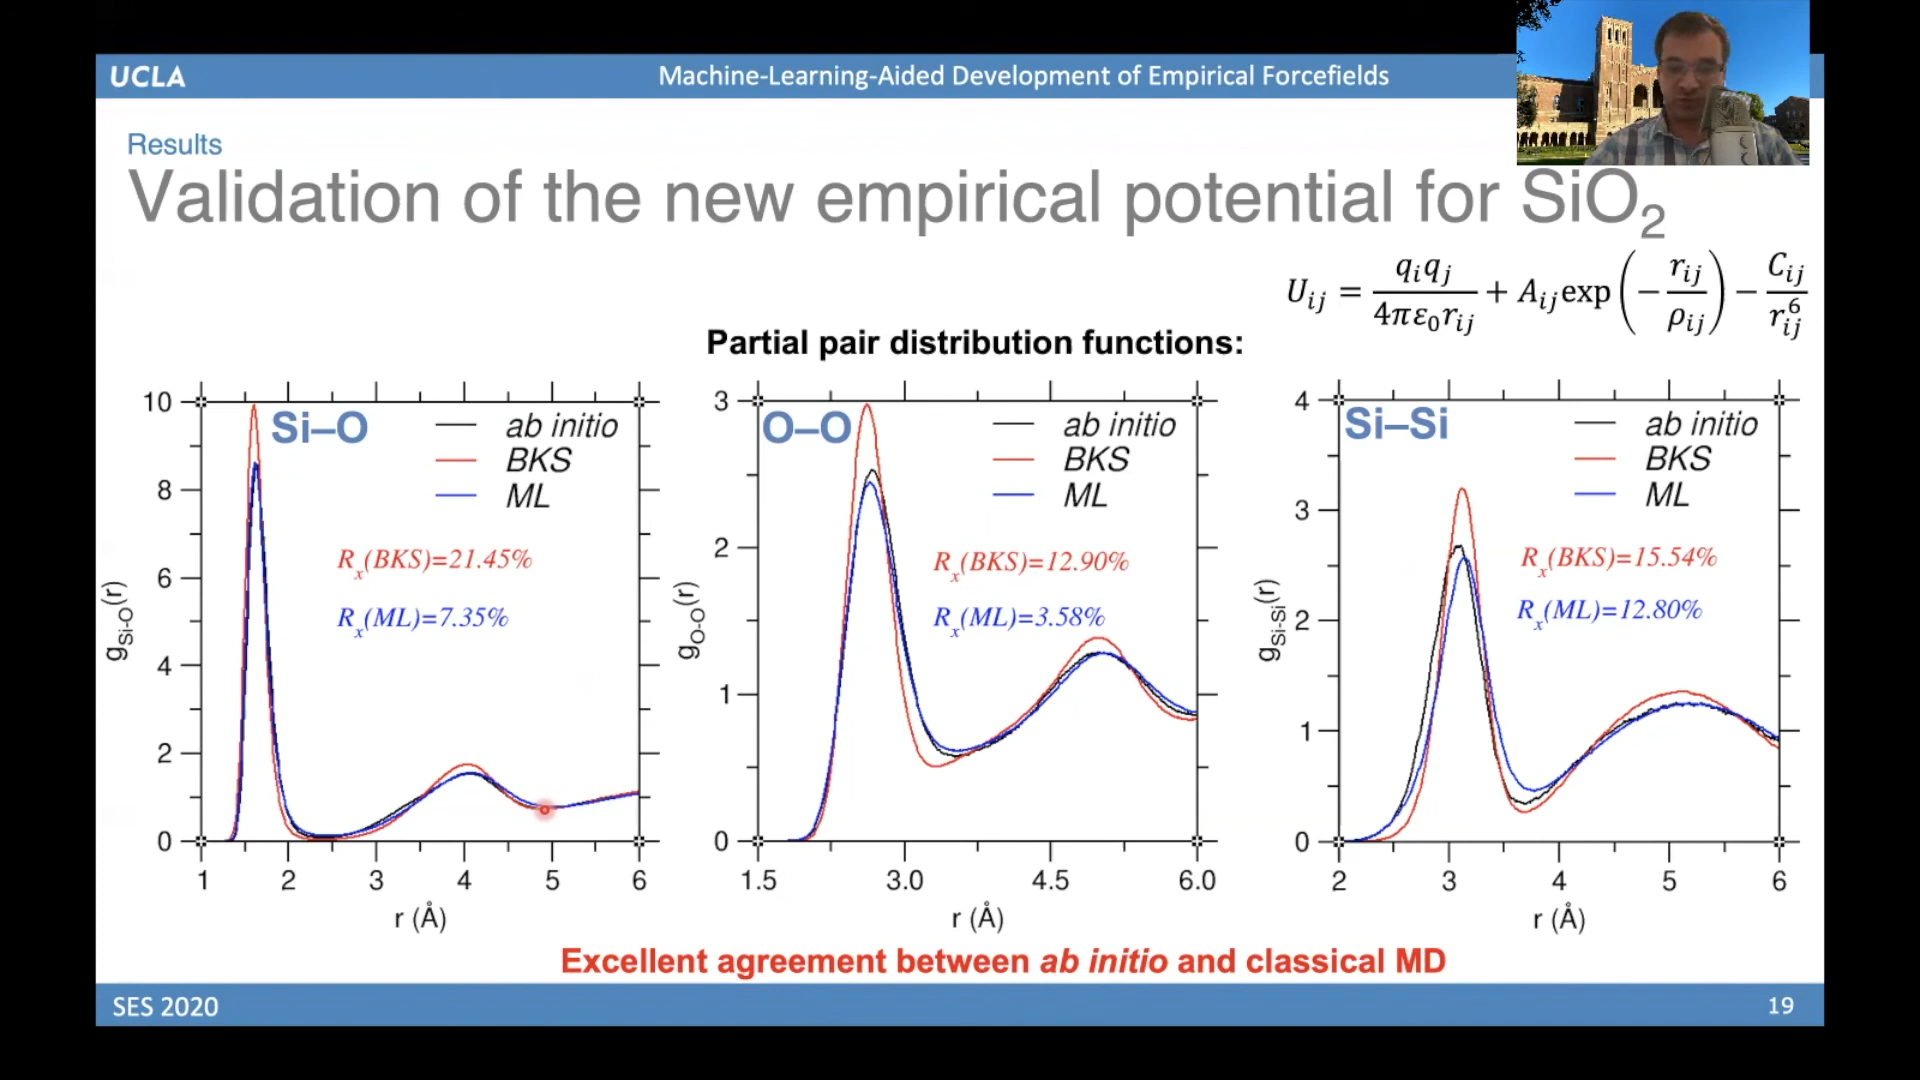 UCLA
Machine-Learning-Aided Development of Empirical Forcefields
Results
Validation of the new empirical potential for SiO₂
U_ij = q_i q_j / 4πε₀r_ij + A_ij exp(− r_ij / ρ_ij) − C_ij / r_ij⁶
Partial pair distribution functions:
Si–O
ab initio
BKS
ML
R_x(BKS)=21.45%
R_x(ML)=7.35%
g_Si-O(r)
10
8
6
4
2
0
1 2 3 4 5 6
r (Å)
O–O
ab initio
BKS
ML
R_x(BKS)=12.90%
R_x(ML)=3.58%
g_O-O(r)
3
2
1
0
1.5 3.0 4.5 6.0
r (Å)
Si–Si
ab initio
BKS
ML
R_x(BKS)=15.54%
R_x(ML)=12.80%
g_Si-Si(r)
4
3
2
1
0
2 3 4 5 6
r (Å)
Excellent agreement between ab initio and classical MD
SES 2020
19